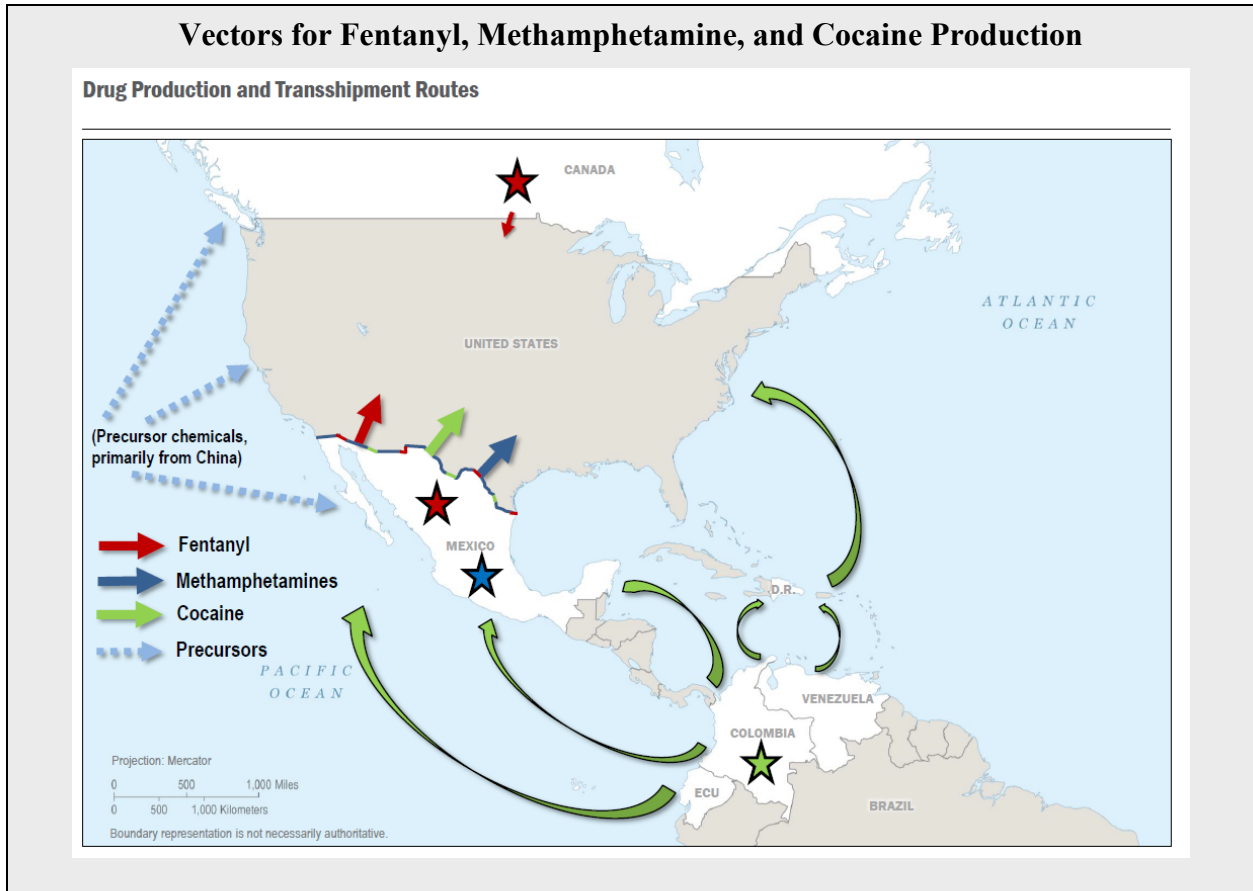 Vectors for Fentanyl, Methamphetamine, and Cocaine Production
Drug Production and Transshipment Routes
CANADA
ATLANTIC
OCEAN
UNITED STATES
(Precursor chemicals,
primarily from China)
Fentanyl
MEXICO
Methamphetamines
D.R.
Cocaine
Precursors
PACIFIC
OCEAN
VENEZUELA
COLOMBIA
Projection: Mercator
0 500 1,000 Miles
0 500 1,000 Kilometers
ECU
BRAZIL
Boundary representation is not necessarily authoritative.